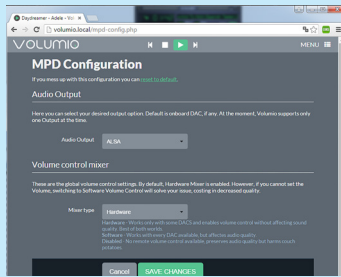 Daydreamer - Adele - Vol
volumio.local/mpd-config.php
VOLUMIO
MENU
MPD Configuration
If you mess up with this configuration you can reset to default.
Audio Output
Here you can select your desired output option. Default is onboard DAC, if any. At the moment, Volumio supports only
one Output at the time.
Audio Output
ALSA
Volume control mixer
These are the global volume control settings. By default, Hardware Mixer is enabled. However, if you cannot set the
Volume, switching to Software Volume Control will solve your issue, costing in decreased quality.
Mixer type
Hardware
Hardware - Works only with some DACS and enables volume control without affecting sound
quality. Best of both worlds.
Software - Works with every DAC available, but affects audio quality.
Disabled - No remote volume control available, preserves audio quality but harms couch
potatoes.
Cancel
SAVE CHANGES